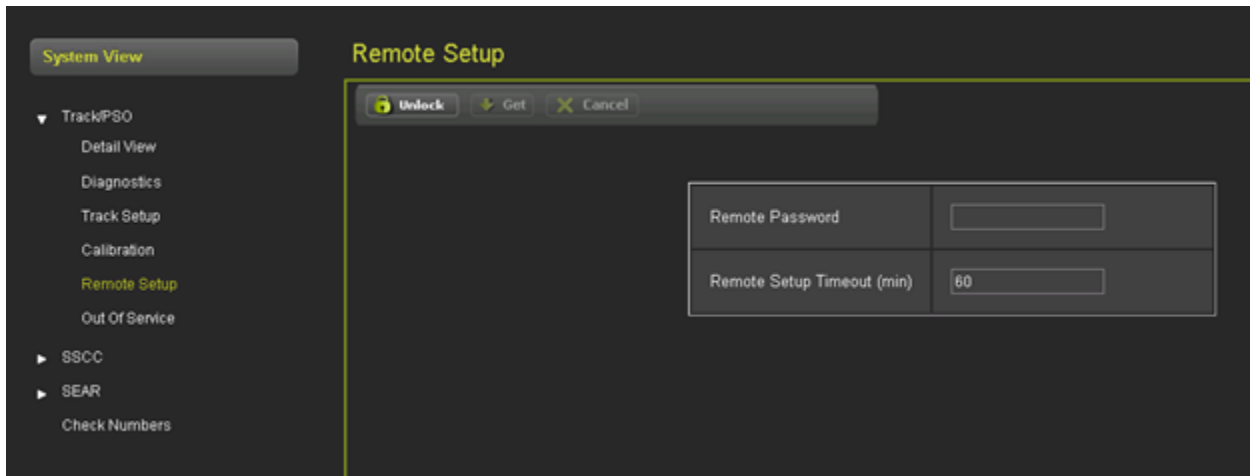 System View
Remote Setup
Track/PSO
Unlock Get Cancel
Detail View
Diagnostics
Track Setup
Remote Password
Calibration
Remote Setup
Remote Setup Timeout (min) 60
Out Of Service
SSCC
SEAR
Check Numbers